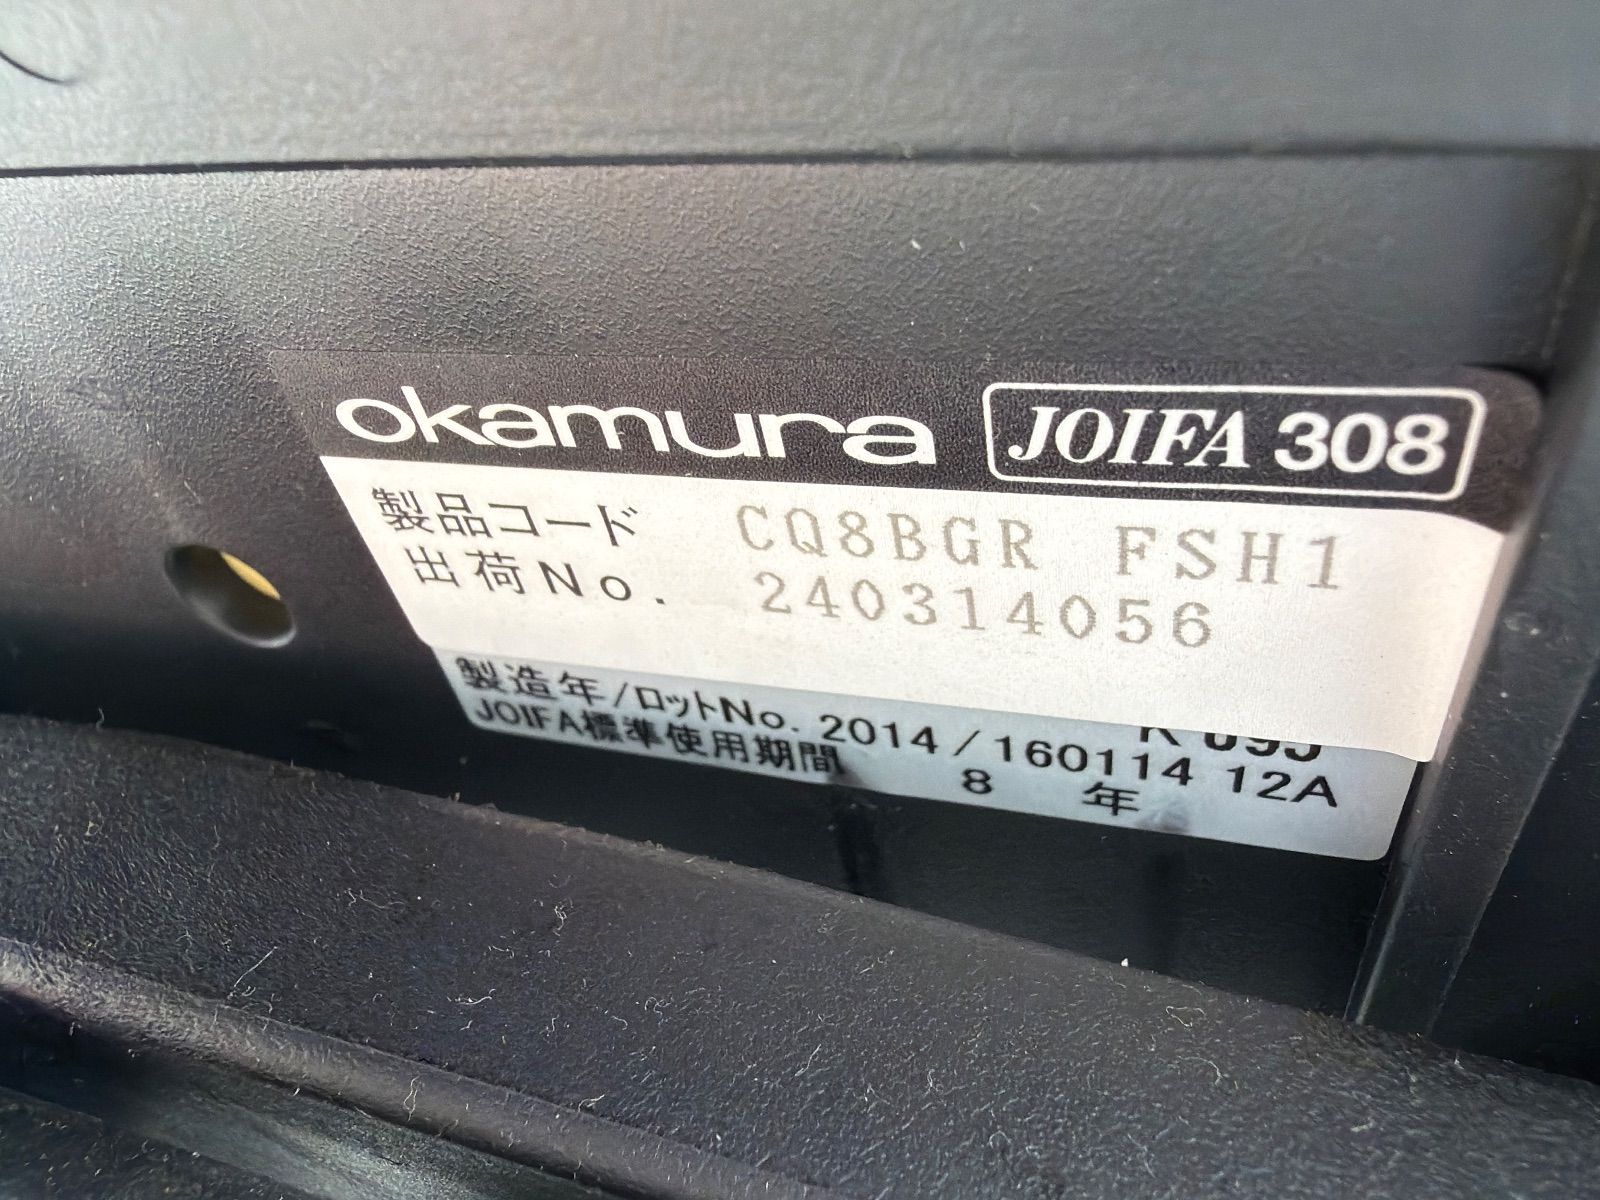 okamura JOIFA 308
製品コード CQ8BGR FSH1
出荷No. 240314056
製造年/ロットNo. 2014/160114 12A
JOIFA標準使用期間 8 年